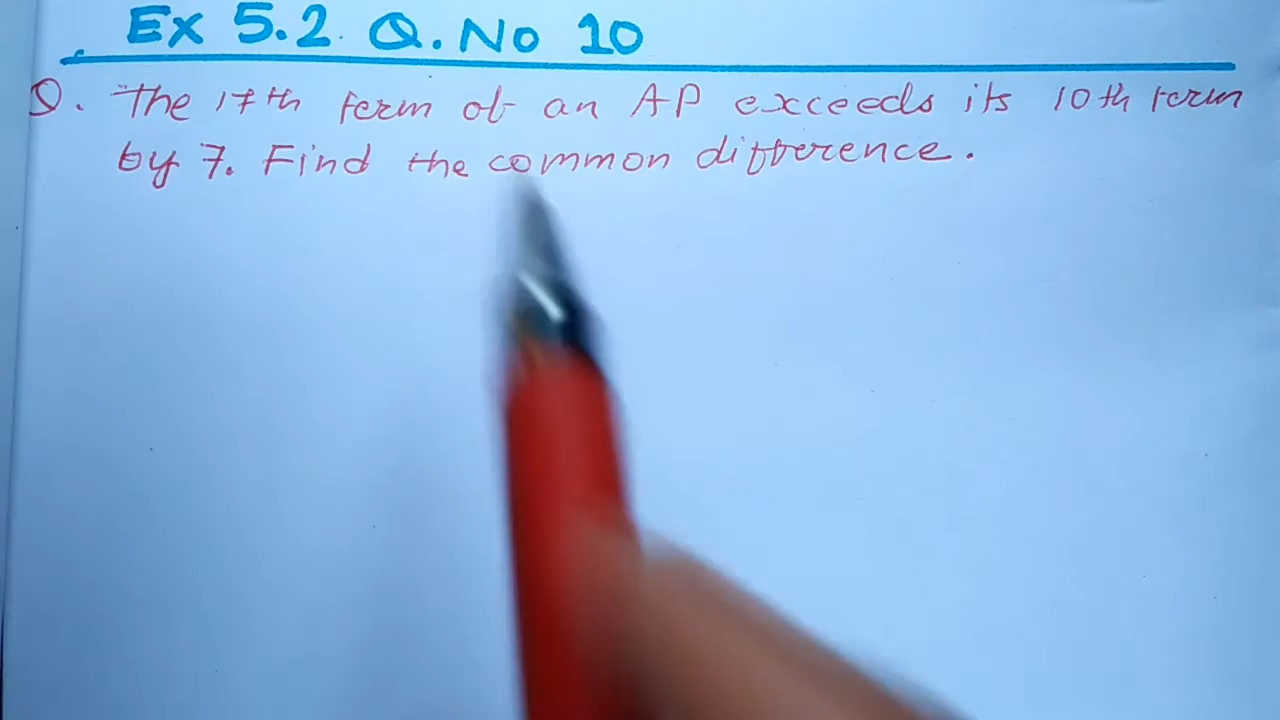 Ex 5.2. Q. No 10
Q. The 17th term of an AP exceeds its 10th term
by 7. Find the common difference.